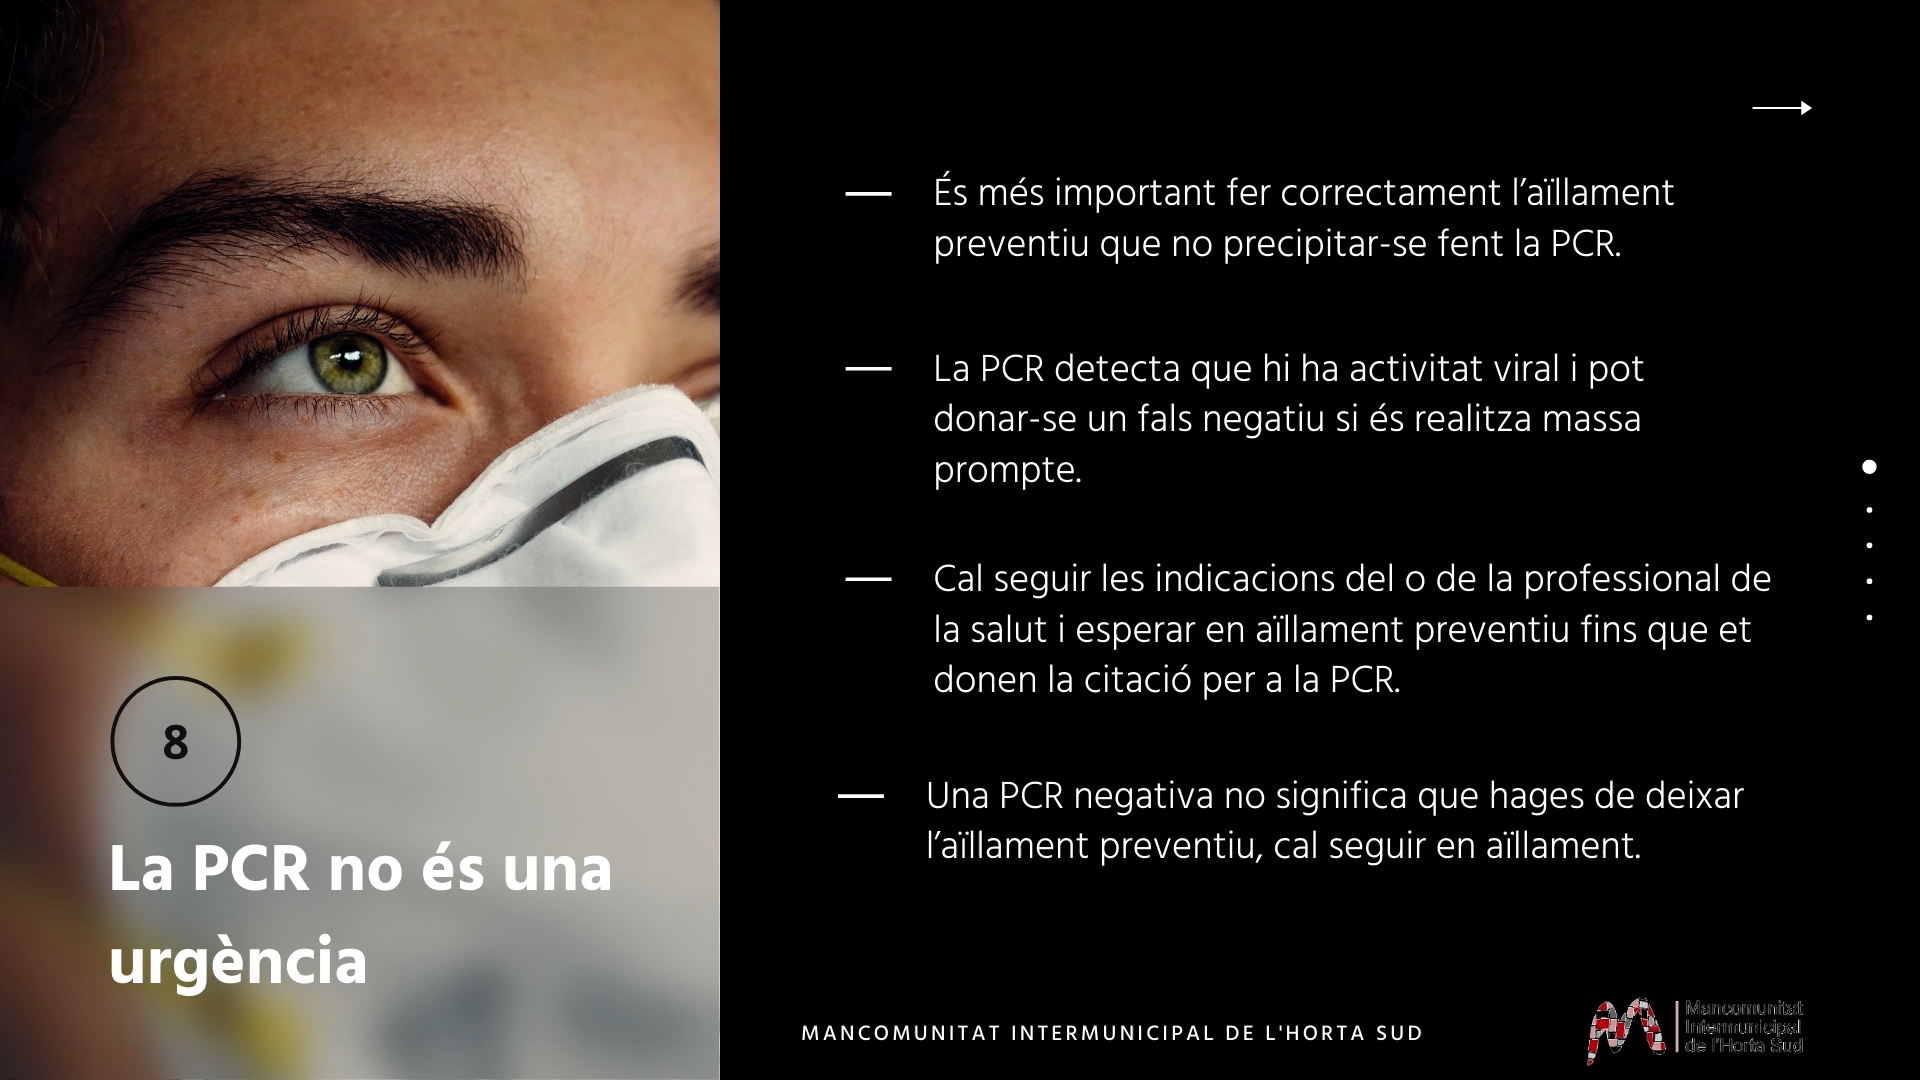 8
La PCR no és una
urgència
És més important fer correctament l’aïllament
preventiu que no precipitar-se fent la PCR.
La PCR detecta que hi ha activitat viral i pot
donar-se un fals negatiu si és realitza massa
prompte.
Cal seguir les indicacions del o de la professional de
la salut i esperar en aïllament preventiu fins que et
donen la citació per a la PCR.
Una PCR negativa no significa que hages de deixar
l’aïllament preventiu, cal seguir en aïllament.
MANCOMUNITAT INTERMUNICIPAL DE L'HORTA SUD
Mancomunitat
Intermunicipal
de l'Horta Sud